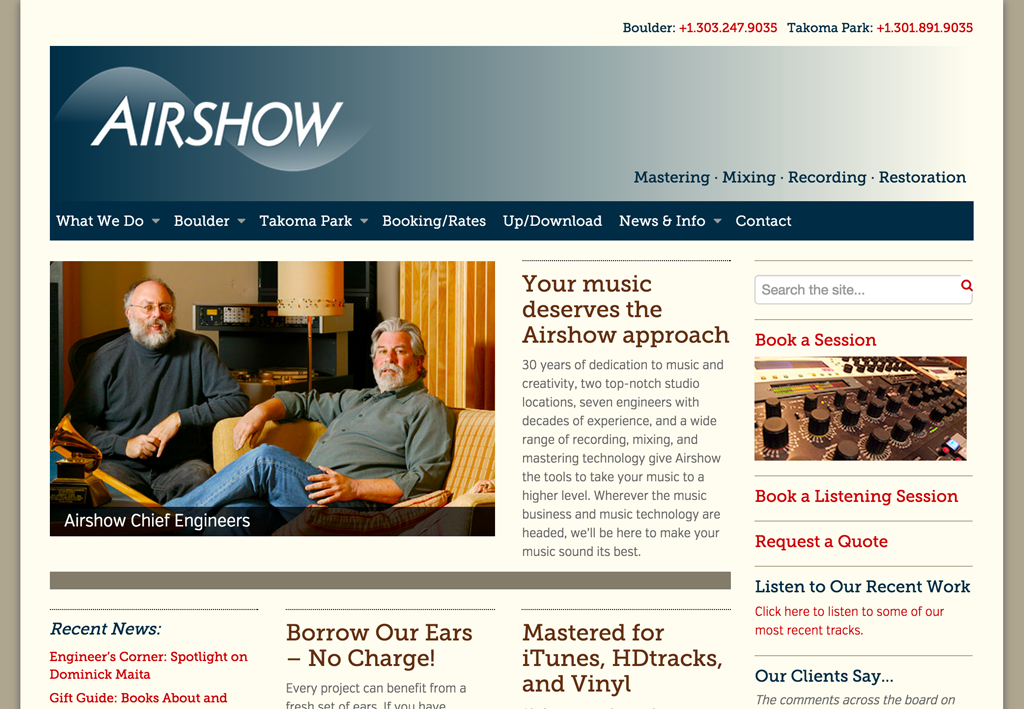 Boulder: +1.303.247.9035 Takoma Park: +1.301.891.9035
AIRSHOW
Mastering · Mixing · Recording · Restoration
What We Do Boulder Takoma Park Booking/Rates Up/Download News & Info Contact
Airshow Chief Engineers
Your music
deserves the
Airshow approach
30 years of dedication to music and
creativity, two top-notch studio
locations, seven engineers with
decades of experience, and a wide
range of recording, mixing, and
mastering technology give Airshow
the tools to take your music to a
higher level. Wherever the music
business and music technology are
headed, we'll be here to make your
music sound its best.
Search the site...
Book a Session
Book a Listening Session
Request a Quote
Listen to Our Recent Work
Click here to listen to some of our
most recent tracks.
Our Clients Say...
The comments across the board on
Recent News:
Engineer's Corner: Spotlight on
Dominick Maita
Gift Guide: Books About and
Borrow Our Ears
– No Charge!
Every project can benefit from a
fresh set of ears. If you have
Mastered for
iTunes, HDtracks,
and Vinyl